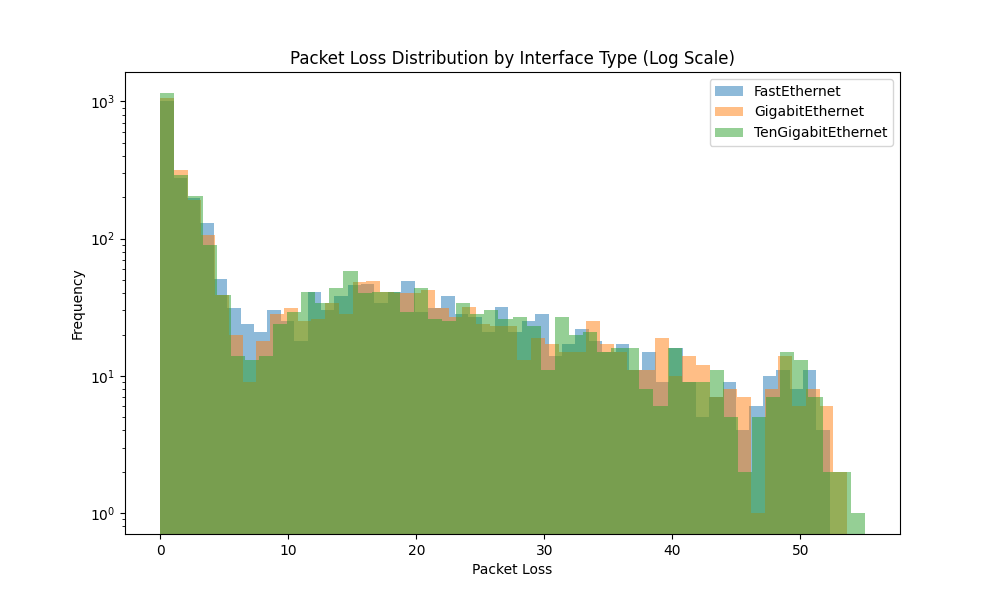 Packet Loss Distribution by Interface Type (Log Scale)
FastEthernet
GigabitEthernet
TenGigabitEthernet
Frequency
10³
10²
10¹
10⁰
0 10 20 30 40 50
Packet Loss